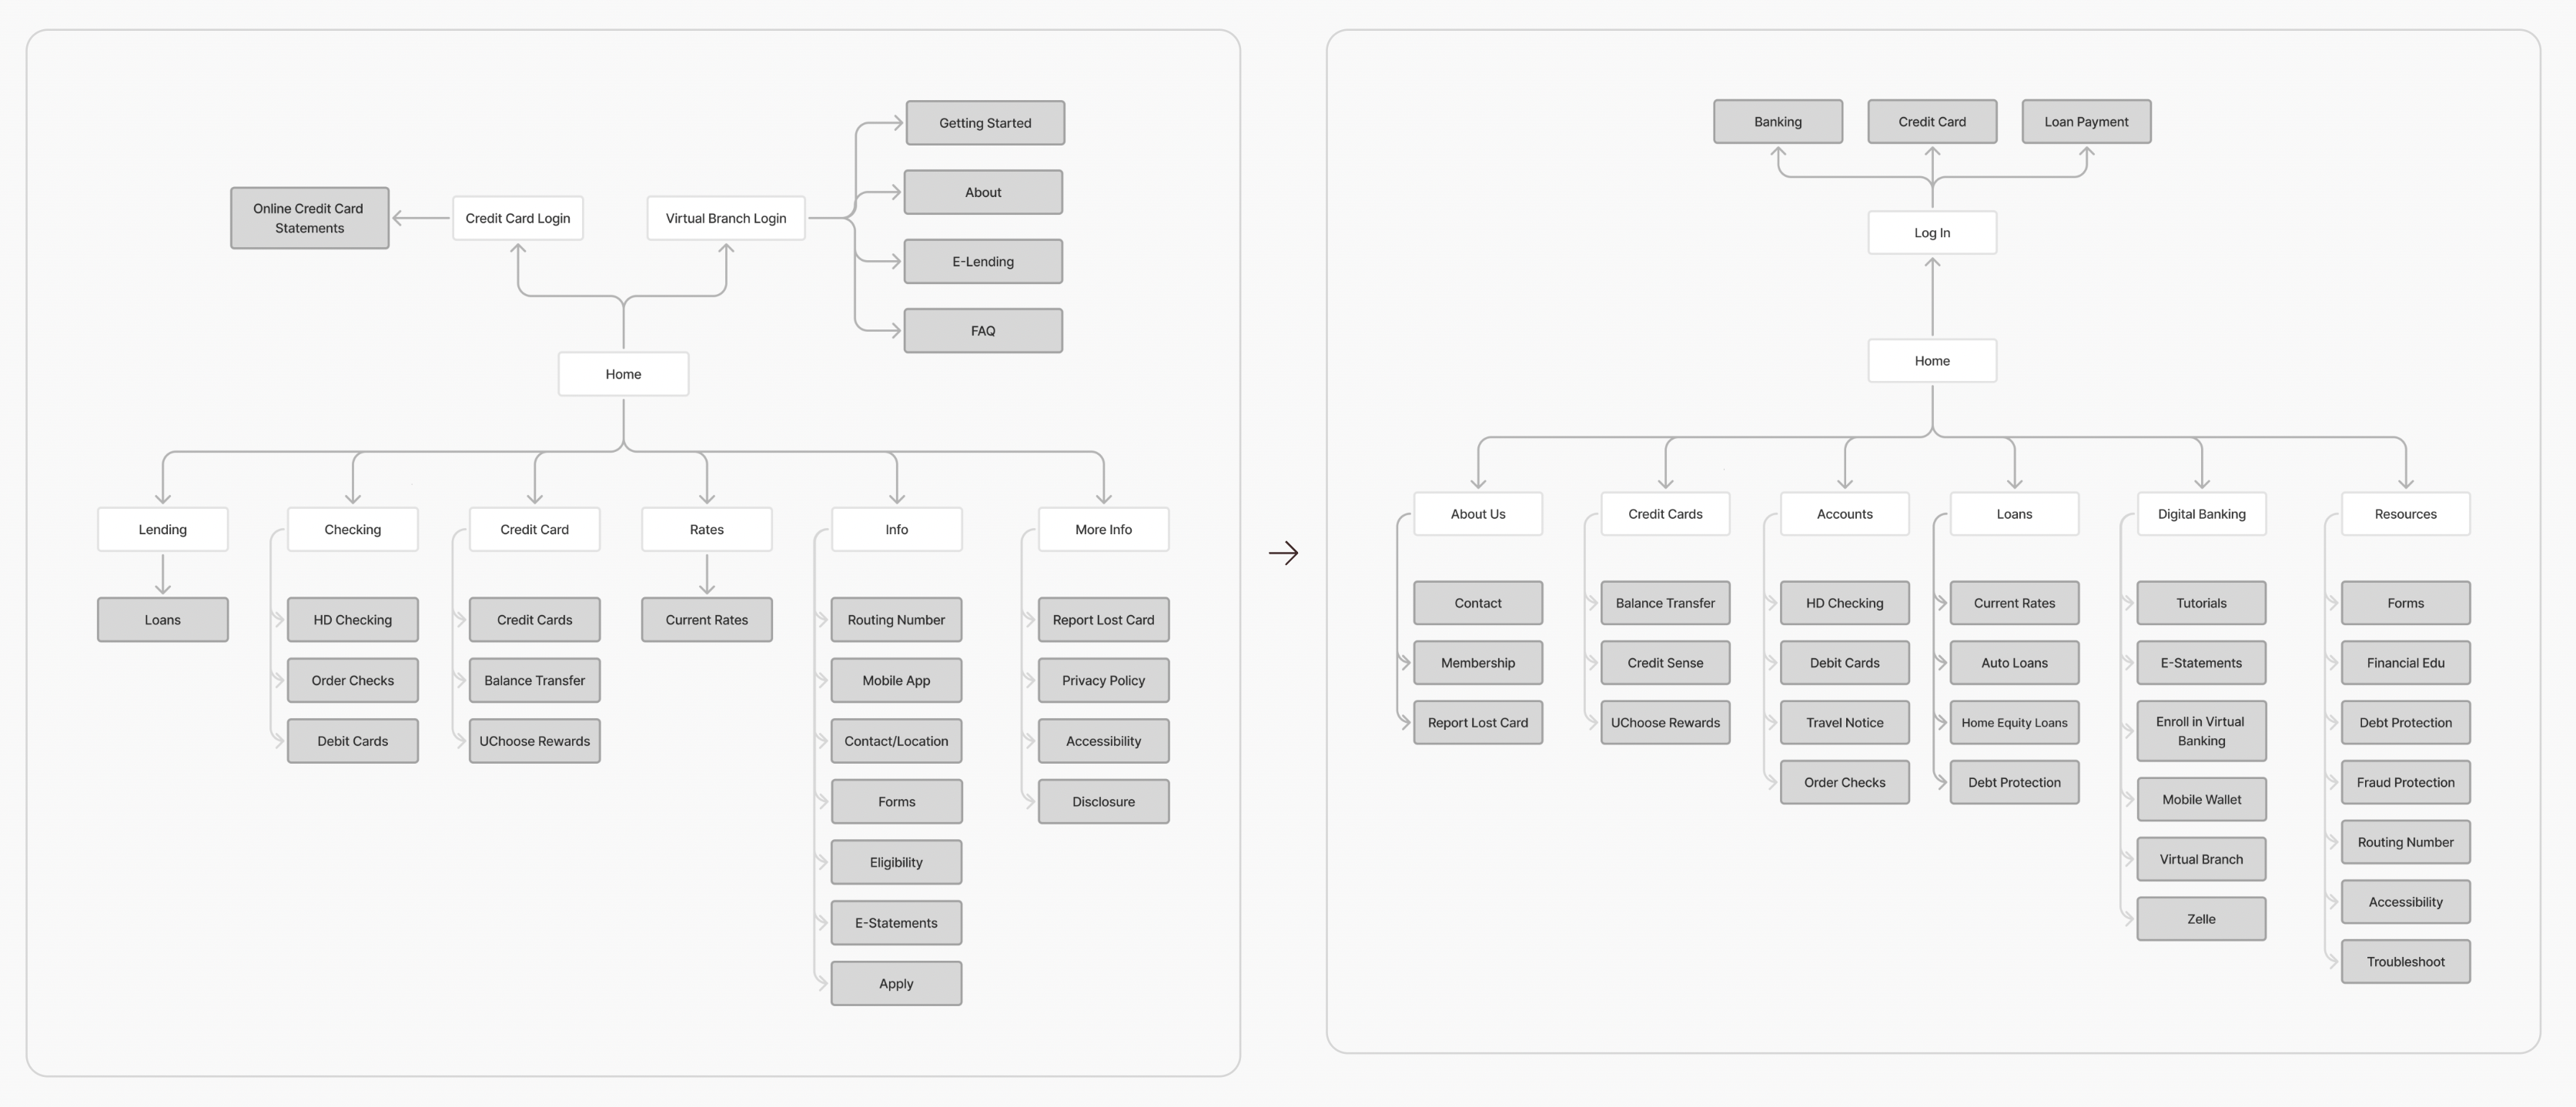 Getting Started
About
E-Lending
FAQ
Online Credit Card
Statements
Credit Card Login
Virtual Branch Login
Home
Lending
Checking
Credit Card
Rates
Info
More Info
Loans
HD Checking
Order Checks
Debit Cards
Credit Cards
Balance Transfer
UChoose Rewards
Current Rates
Routing Number
Mobile App
Contact/Location
Forms
Eligibility
E-Statements
Apply
Report Lost Card
Privacy Policy
Accessibility
Disclosure
Banking
Credit Card
Loan Payment
Log In
Home
About Us
Credit Cards
Accounts
Loans
Digital Banking
Resources
Contact
Membership
Report Lost Card
Balance Transfer
Credit Sense
UChoose Rewards
HD Checking
Debit Cards
Travel Notice
Order Checks
Current Rates
Auto Loans
Home Equity Loans
Debt Protection
Tutorials
E-Statements
Enroll in Virtual
Banking
Mobile Wallet
Virtual Branch
Zelle
Forms
Financial Edu
Debt Protection
Fraud Protection
Routing Number
Accessibility
Troubleshoot